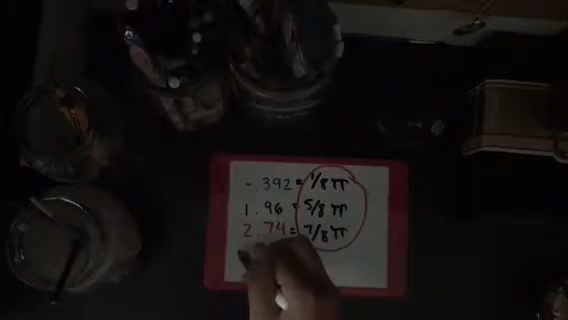 -.392 = 1/8 π
1.96 = 5/8 π
2.74 = 7/8 π